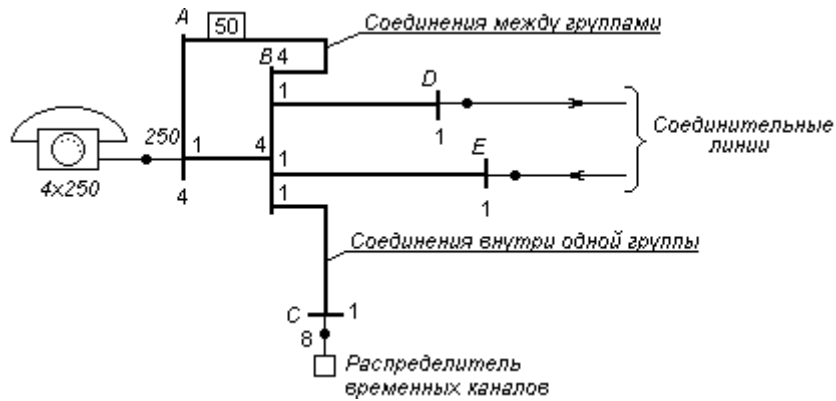 A
50
Соединения между группами
B 4
1
D
1
250
1
4
1
E
1
Соединительные
линии
4x250
4
1
Соединения внутри одной группы
C
1
8
Распределитель
временных каналов